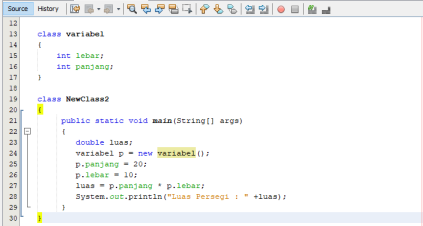 Source History
12
13 class variabel
14 {
15 int lebar;
16 int panjang;
17 }
18
19 class NewClass2
20 {
21 public static void main(String[] args)
22 {
23 double luas;
24 variabel p = new variabel();
25 p.panjang = 20;
26 p.lebar = 10;
27 luas = p.panjang * p.lebar;
28 System.out.println("Luas Persegi : " +luas);
29 }
30 }